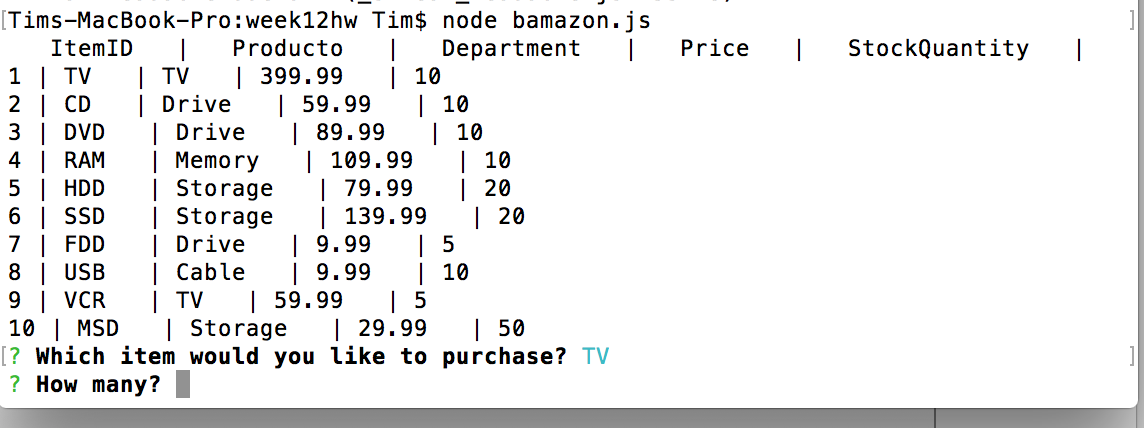 [Tims-MacBook-Pro:week12hw Tim$ node bamazon.js ]
ItemID | Producto | Department | Price | StockQuantity |
1 | TV | TV | 399.99 | 10
2 | CD | Drive | 59.99 | 10
3 | DVD | Drive | 89.99 | 10
4 | RAM | Memory | 109.99 | 10
5 | HDD | Storage | 79.99 | 20
6 | SSD | Storage | 139.99 | 20
7 | FDD | Drive | 9.99 | 5
8 | USB | Cable | 9.99 | 10
9 | VCR | TV | 59.99 | 5
10 | MSD | Storage | 29.99 | 50
[? Which item would you like to purchase? TV ]
? How many?